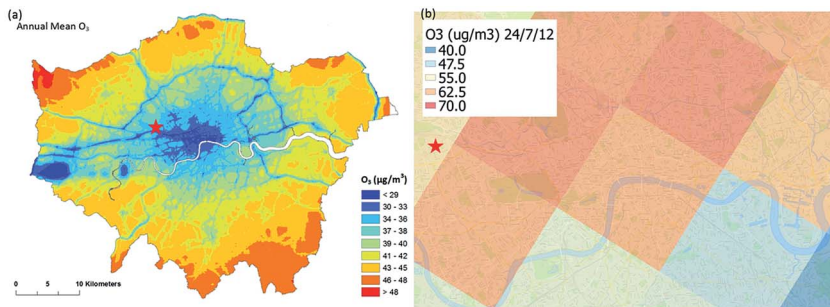 (a)
Annual Mean O₃
O₃ (µg/m³)
< 29
30 - 33
34 - 36
37 - 38
39 - 40
41 - 42
43 - 45
46 - 48
> 48
0 5 10 Kilometers
(b)
O3 (ug/m3) 24/7/12
40.0
47.5
55.0
62.5
70.0